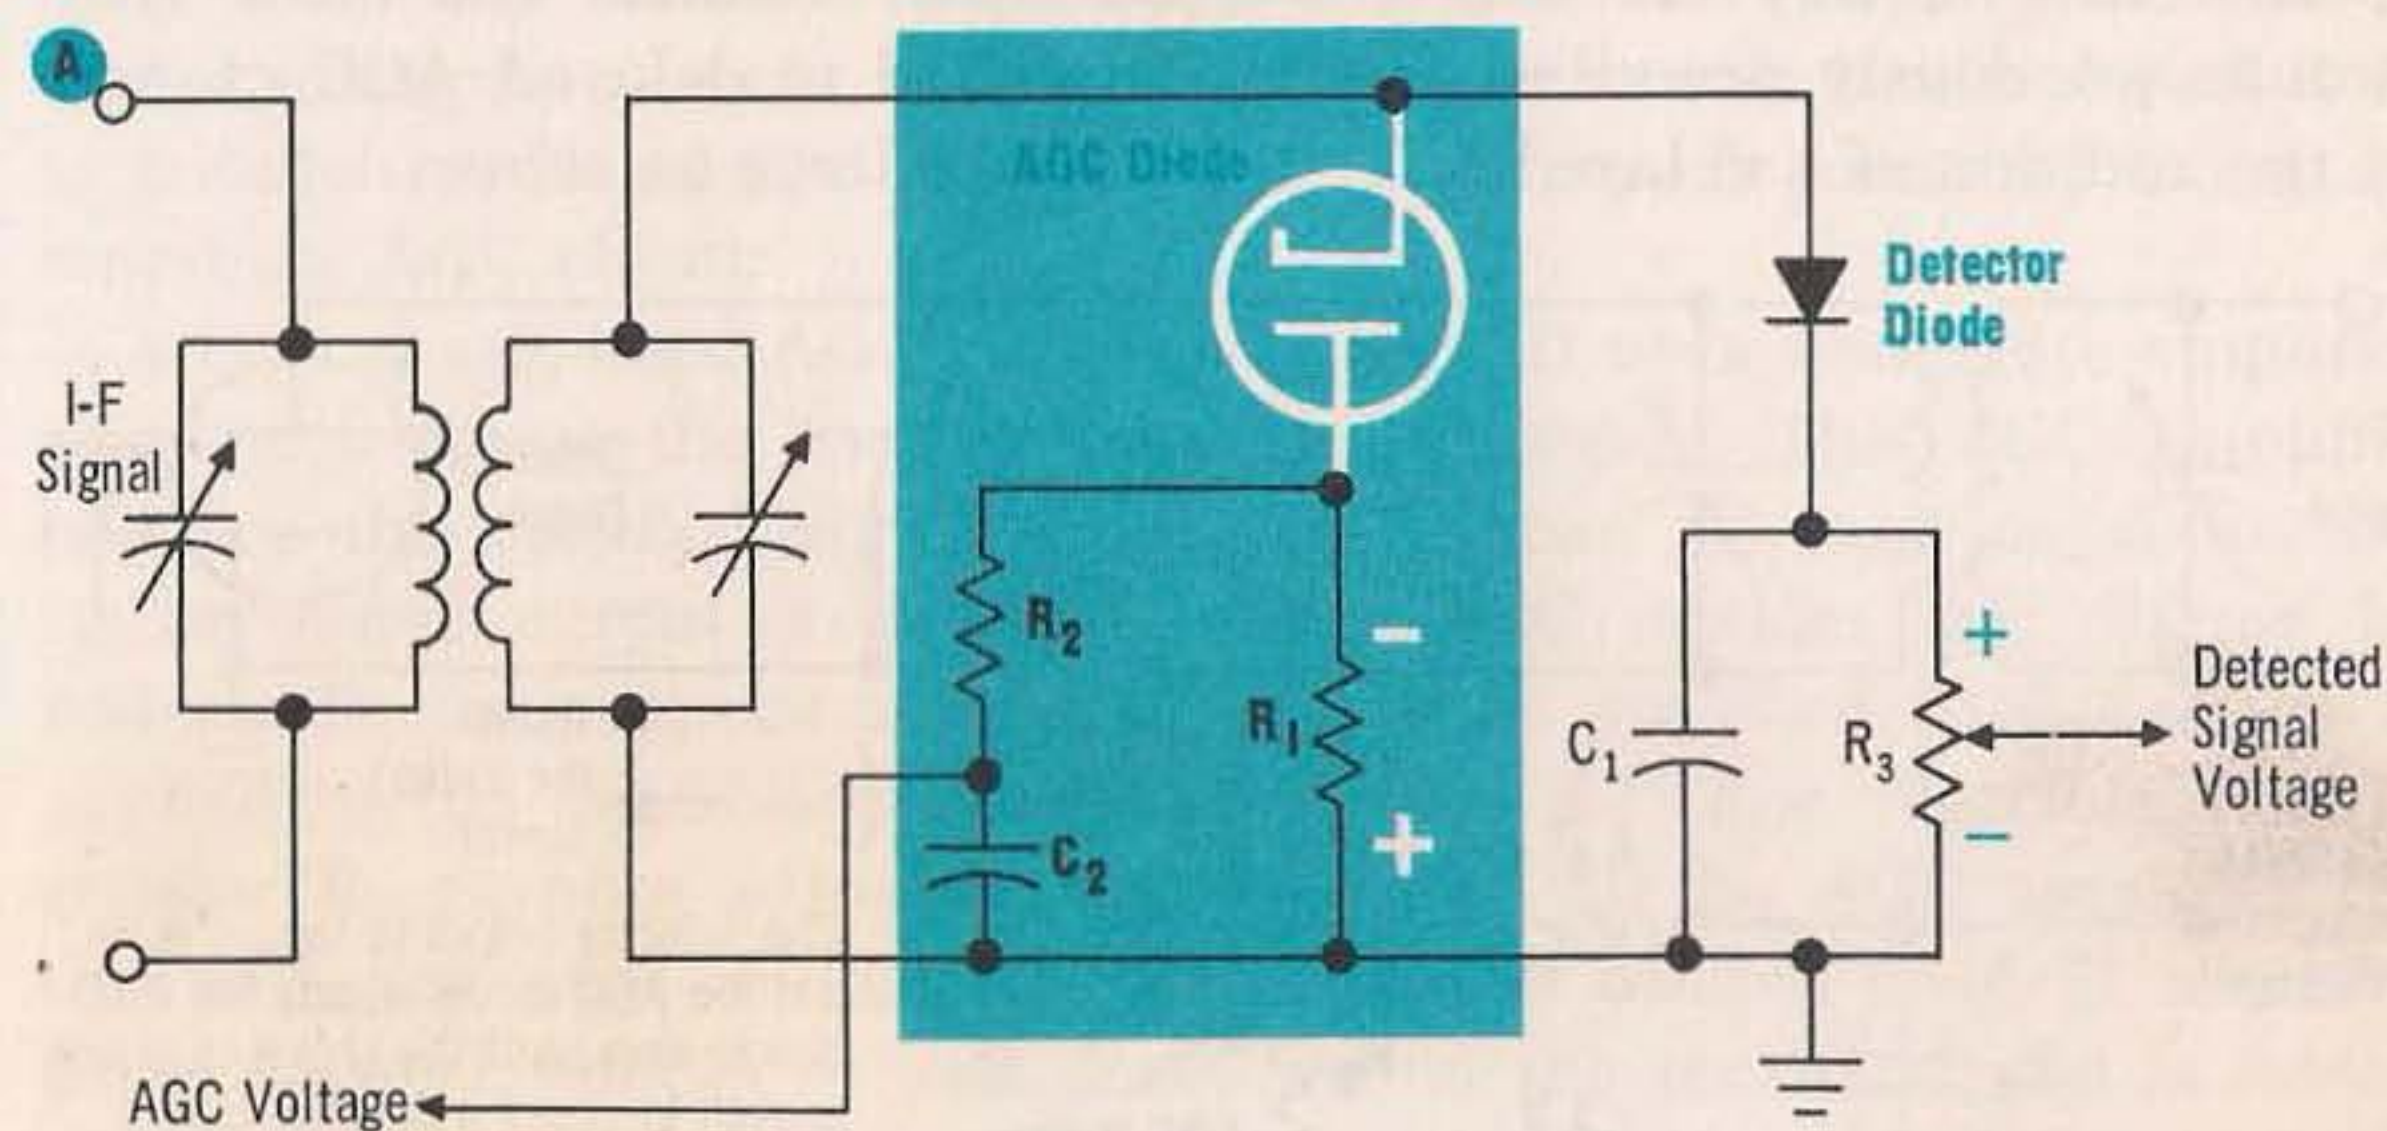 A
AGC Diode
Detector
Diode
I-F
Signal
R₂
R₁
C₁
R₃
+
−
−
+
Detected
Signal
Voltage
C₂
AGC Voltage